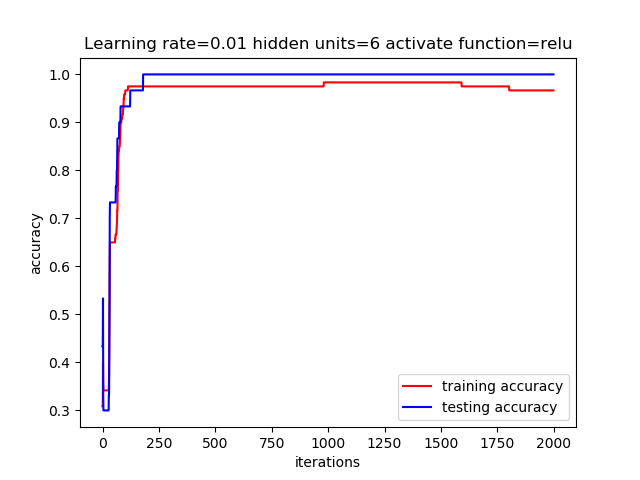 Learning rate=0.01 hidden units=6 activate function=relu
1.0
0.9
0.8
0.7
0.6
0.5
0.4
0.3
accuracy
training accuracy
testing accuracy
0 250 500 750 1000 1250 1500 1750 2000
iterations